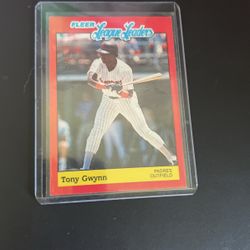 FLEER
League Leaders
Tony Gwynn
PADRES
OUTFIELD